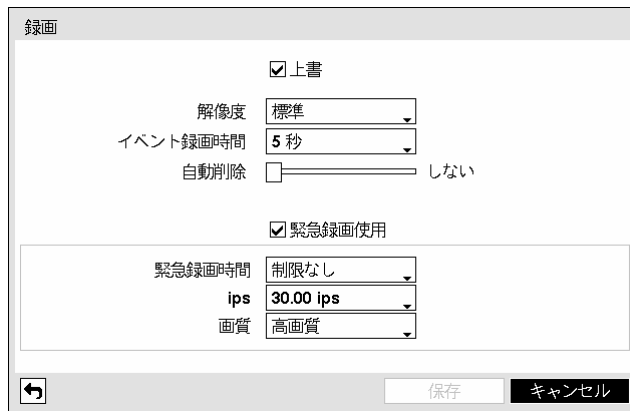 録画
上書
解像度 標準
イベント録画時間 5 秒
自動削除 しない
緊急録画使用
緊急録画時間 制限なし
ips 30.00 ips
画質 高画質
保存 キャンセル